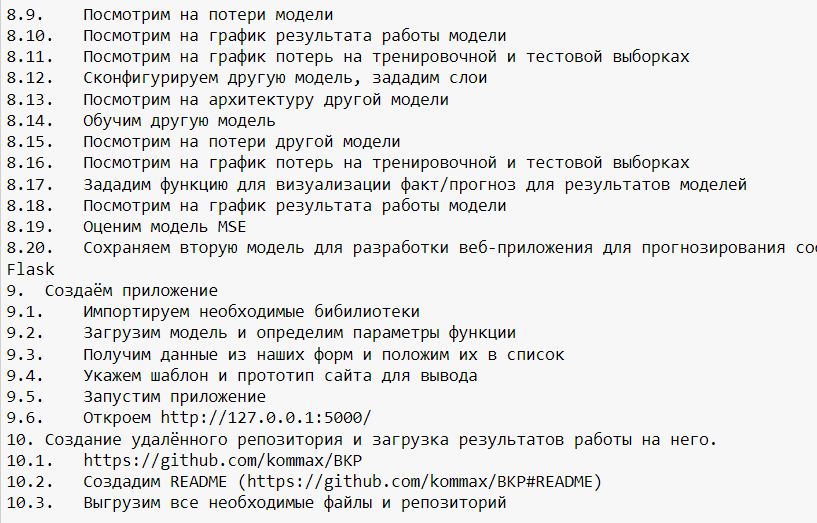 8.9. Посмотрим на потери модели
8.10. Посмотрим на график результата работы модели
8.11. Посмотрим на график потерь на тренировочной и тестовой выборках
8.12. Сконфигурируем другую модель, зададим слои
8.13. Посмотрим на архитектуру другой модели
8.14. Обучим другую модель
8.15. Посмотрим на потери другой модели
8.16. Посмотрим на график потерь на тренировочной и тестовой выборках
8.17. Зададим функцию для визуализации факт/прогноз для результатов моделей
8.18. Посмотрим на график результата работы модели
8.19. Оценим модель MSE
8.20. Сохраняем вторую модель для разработки веб-приложения для прогнозирования
Flask
9. Создаём приложение
9.1. Импортируем необходимые бибилиотеки
9.2. Загрузим модель и определим параметры функции
9.3. Получим данные из наших форм и положим их в список
9.4. Укажем шаблон и прототип сайта для вывода
9.5. Запустим приложение
9.6. Откроем http://127.0.0.1:5000/
10. Создание удалённого репозитория и загрузка результатов работы на него.
10.1. https://github.com/kommax/BKP
10.2. Создадим README (https://github.com/kommax/BKP#README)
10.3. Выгрузим все необходимые файлы и репозиторий